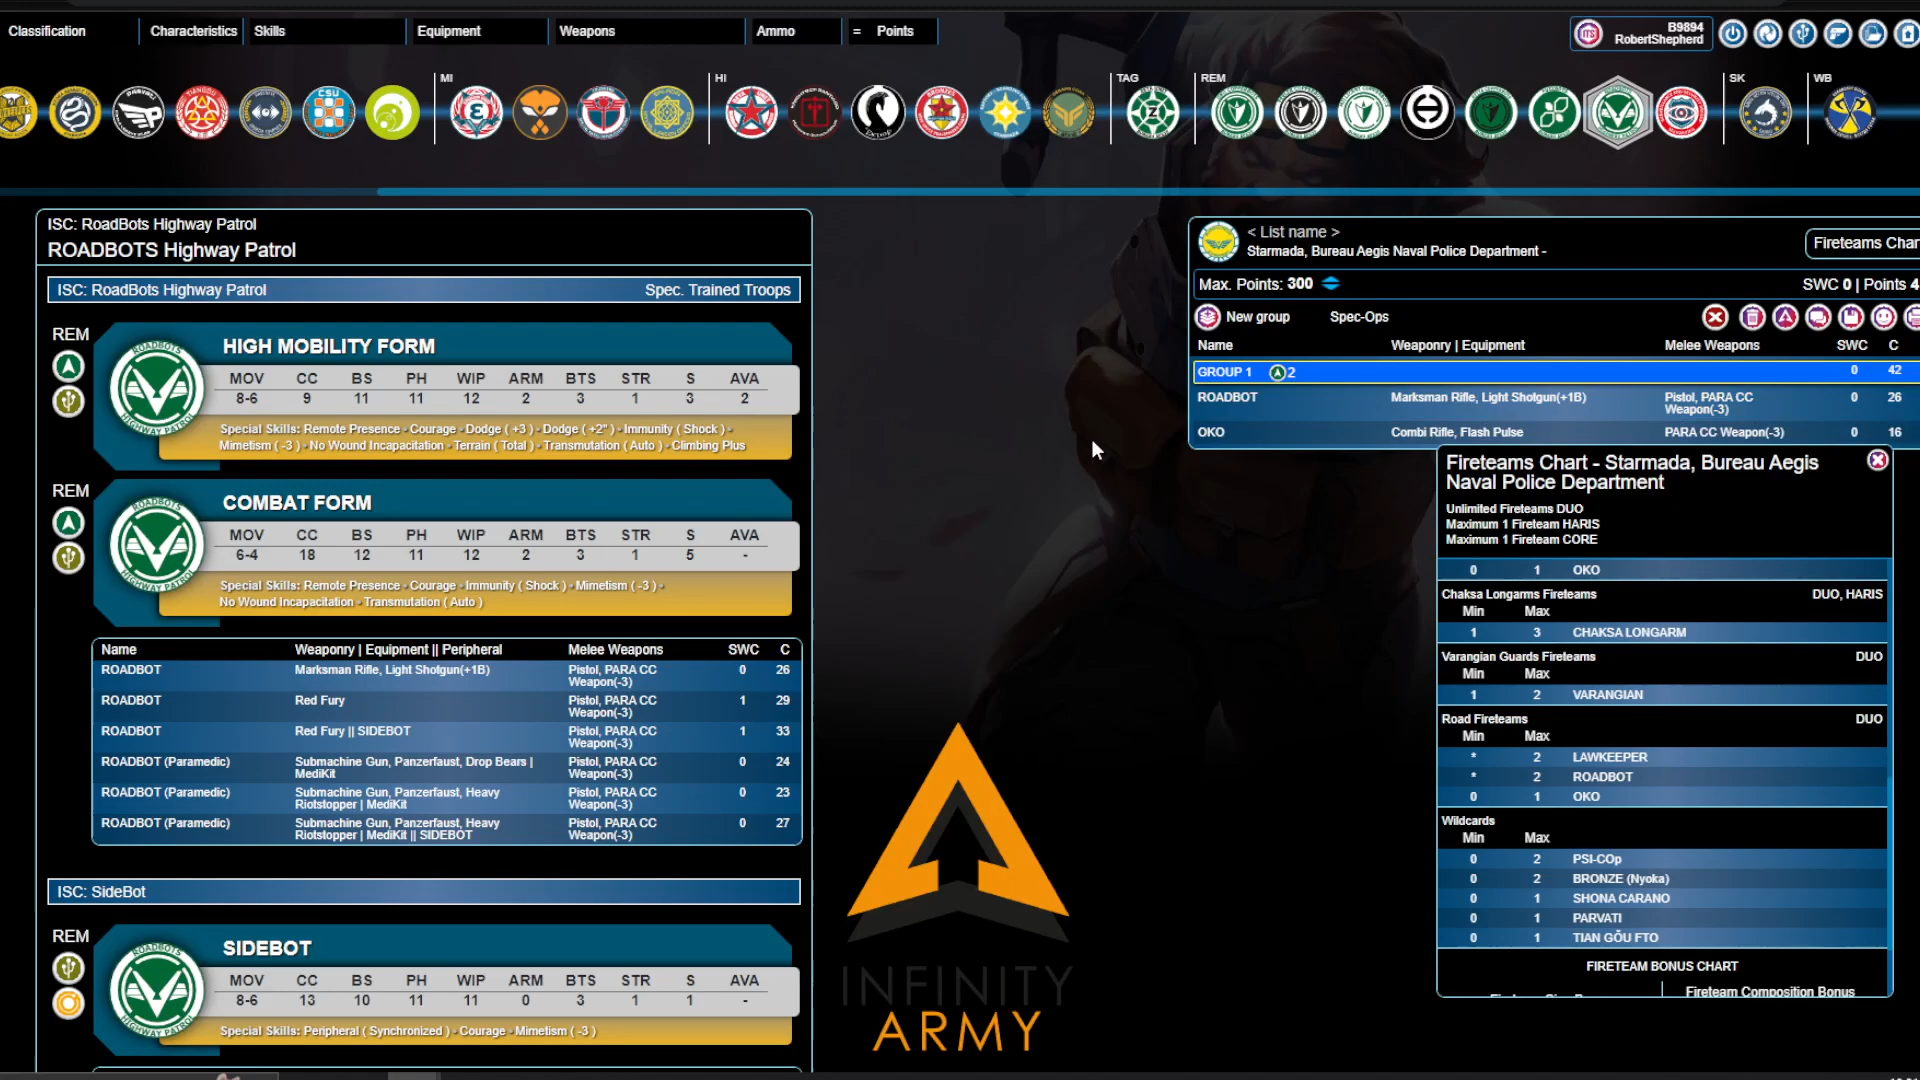 Classification
Characteristics
Skills
Equipment
Weapons
Ammo
=
Points
B9894
RobertShepherd
MI
HI
TAG
REM
SK
WB
ISC: RoadBots Highway Patrol
ROADBOTS Highway Patrol
ISC: RoadBots Highway Patrol Spec. Trained Troops
REM
HIGH MOBILITY FORM
MOV CC BS PH WIP ARM BTS STR S AVA
8-6 9 11 11 12 2 3 1 3 2
Special Skills: Remote Presence - Courage - Dodge ( +3 ) - Dodge ( +2" ) - Immunity ( Shock ) -
Mimetism ( -3 ) - No Wound Incapacitation - Terrain ( Total ) - Transmutation ( Auto ) - Climbing Plus
ROADBOTS
HIGHWAY PATROL
REM
COMBAT FORM
MOV CC BS PH WIP ARM BTS STR S AVA
6-4 18 12 11 12 2 3 1 5 -
Special Skills: Remote Presence - Courage - Immunity ( Shock ) - Mimetism ( -3 ) -
No Wound Incapacitation - Transmutation ( Auto )
ROADBOTS
HIGHWAY PATROL
Name Weaponry | Equipment || Peripheral Melee Weapons SWC C
ROADBOT Marksman Rifle, Light Shotgun(+1B) Pistol, PARA CC 0 26
Weapon(-3)
ROADBOT Red Fury Pistol, PARA CC 1 29
Weapon(-3)
ROADBOT Red Fury || SIDEBOT Pistol, PARA CC 1 33
Weapon(-3)
ROADBOT (Paramedic) Submachine Gun, Panzerfaust, Drop Bears | Pistol, PARA CC 0 24
MediKit Weapon(-3)
ROADBOT (Paramedic) Submachine Gun, Panzerfaust, Heavy Pistol, PARA CC 0 23
Riotstopper | MediKit Weapon(-3)
ROADBOT (Paramedic) Submachine Gun, Panzerfaust, Heavy Pistol, PARA CC 0 27
Riotstopper | MediKit || SIDEBOT Weapon(-3)
ISC: SideBot
REM
SIDEBOT
MOV CC BS PH WIP ARM BTS STR S AVA
8-6 13 10 11 11 0 3 1 1 -
Special Skills: Peripheral ( Synchronized ) - Courage - Mimetism ( -3 )
ROADBOTS
HIGHWAY PATROL
INFINITY
ARMY
< List name >
Starmada, Bureau Aegis Naval Police Department -
Fireteams Char
Max. Points: 300
SWC 0 | Points 4
New group Spec-Ops
Name Weaponry | Equipment Melee Weapons SWC C
GROUP 1 2 0 42
ROADBOT Marksman Rifle, Light Shotgun(+1B) Pistol, PARA CC 0 26
Weapon(-3)
OKO Combi Rifle, Flash Pulse PARA CC Weapon(-3) 0 16
Fireteams Chart - Starmada, Bureau Aegis
Naval Police Department
Unlimited Fireteams DUO
Maximum 1 Fireteam HARIS
Maximum 1 Fireteam CORE
0 1 OKO
Chaksa Longarms Fireteams DUO, HARIS
Min Max
1 3 CHAKSA LONGARM
Varangian Guards Fireteams DUO
Min Max
1 2 VARANGIAN
Road Fireteams DUO
Min Max
* 2 LAWKEEPER
* 2 ROADBOT
0 1 OKO
Wildcards
Min Max
0 2 PSI-COp
0 2 BRONZE (Nyoka)
0 1 SHONA CARANO
0 1 PARVATI
0 1 TIAN GǑU FTO
FIRETEAM BONUS CHART
Fireteam Composition Bonus